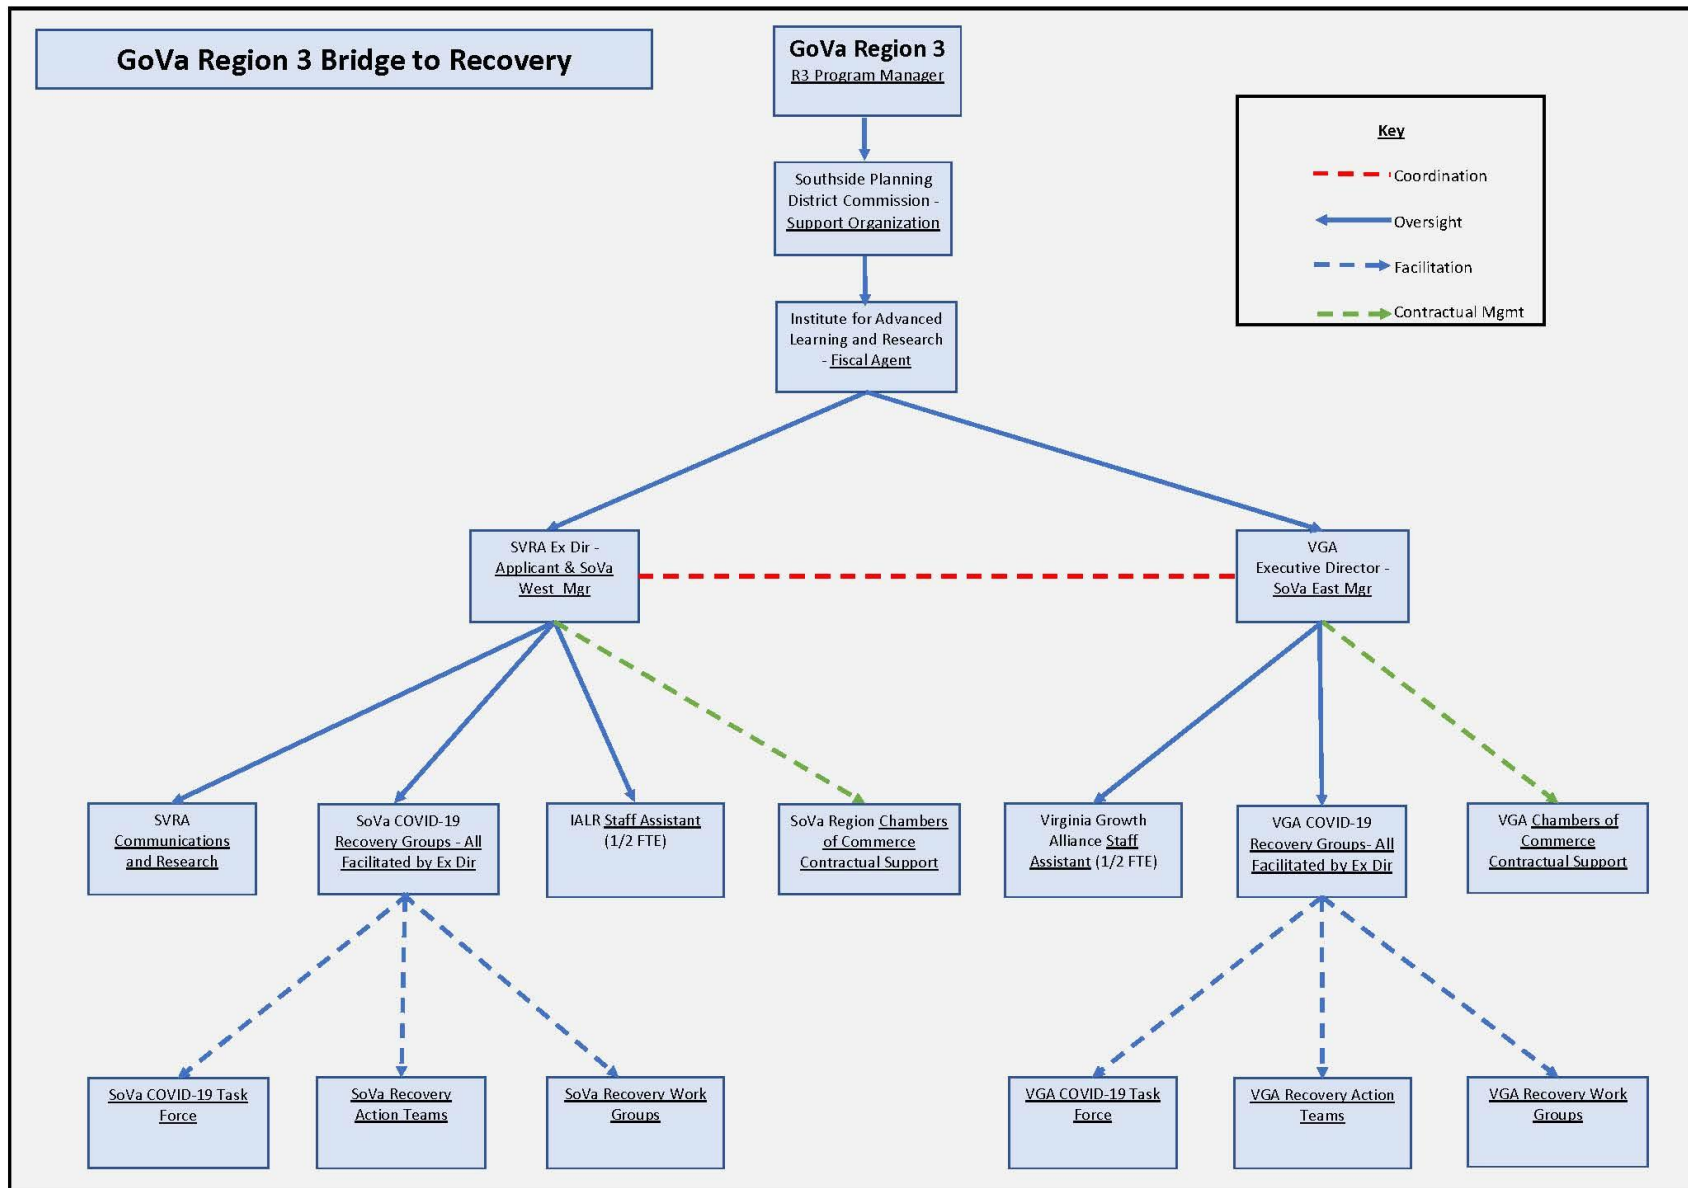 GoVa Region 3 Bridge to Recovery
GoVa Region 3
R3 Program Manager
Key
Coordination
Oversight
Facilitation
Contractual Mgmt
Southside Planning
District Commission -
Support Organization
Institute for Advanced
Learning and Research
- Fiscal Agent
SVRA Ex Dir -
Applicant & SoVa
West Mgr
VGA
Executive Director -
SoVa East Mgr
SVRA
Communications
and Research
SoVa COVID-19
Recovery Groups - All
Facilitated by Ex Dir
IALR Staff Assistant
(1/2 FTE)
SoVa Region Chambers
of Commerce
Contractual Support
Virginia Growth
Alliance Staff
Assistant (1/2 FTE)
VGA COVID-19
Recovery Groups- All
Facilitated by Ex Dir
VGA Chambers of
Commerce
Contractual Support
SoVa COVID-19 Task
Force
SoVa Recovery
Action Teams
SoVa Recovery Work
Groups
VGA COVID-19 Task
Force
VGA Recovery Action
Teams
VGA Recovery Work
Groups